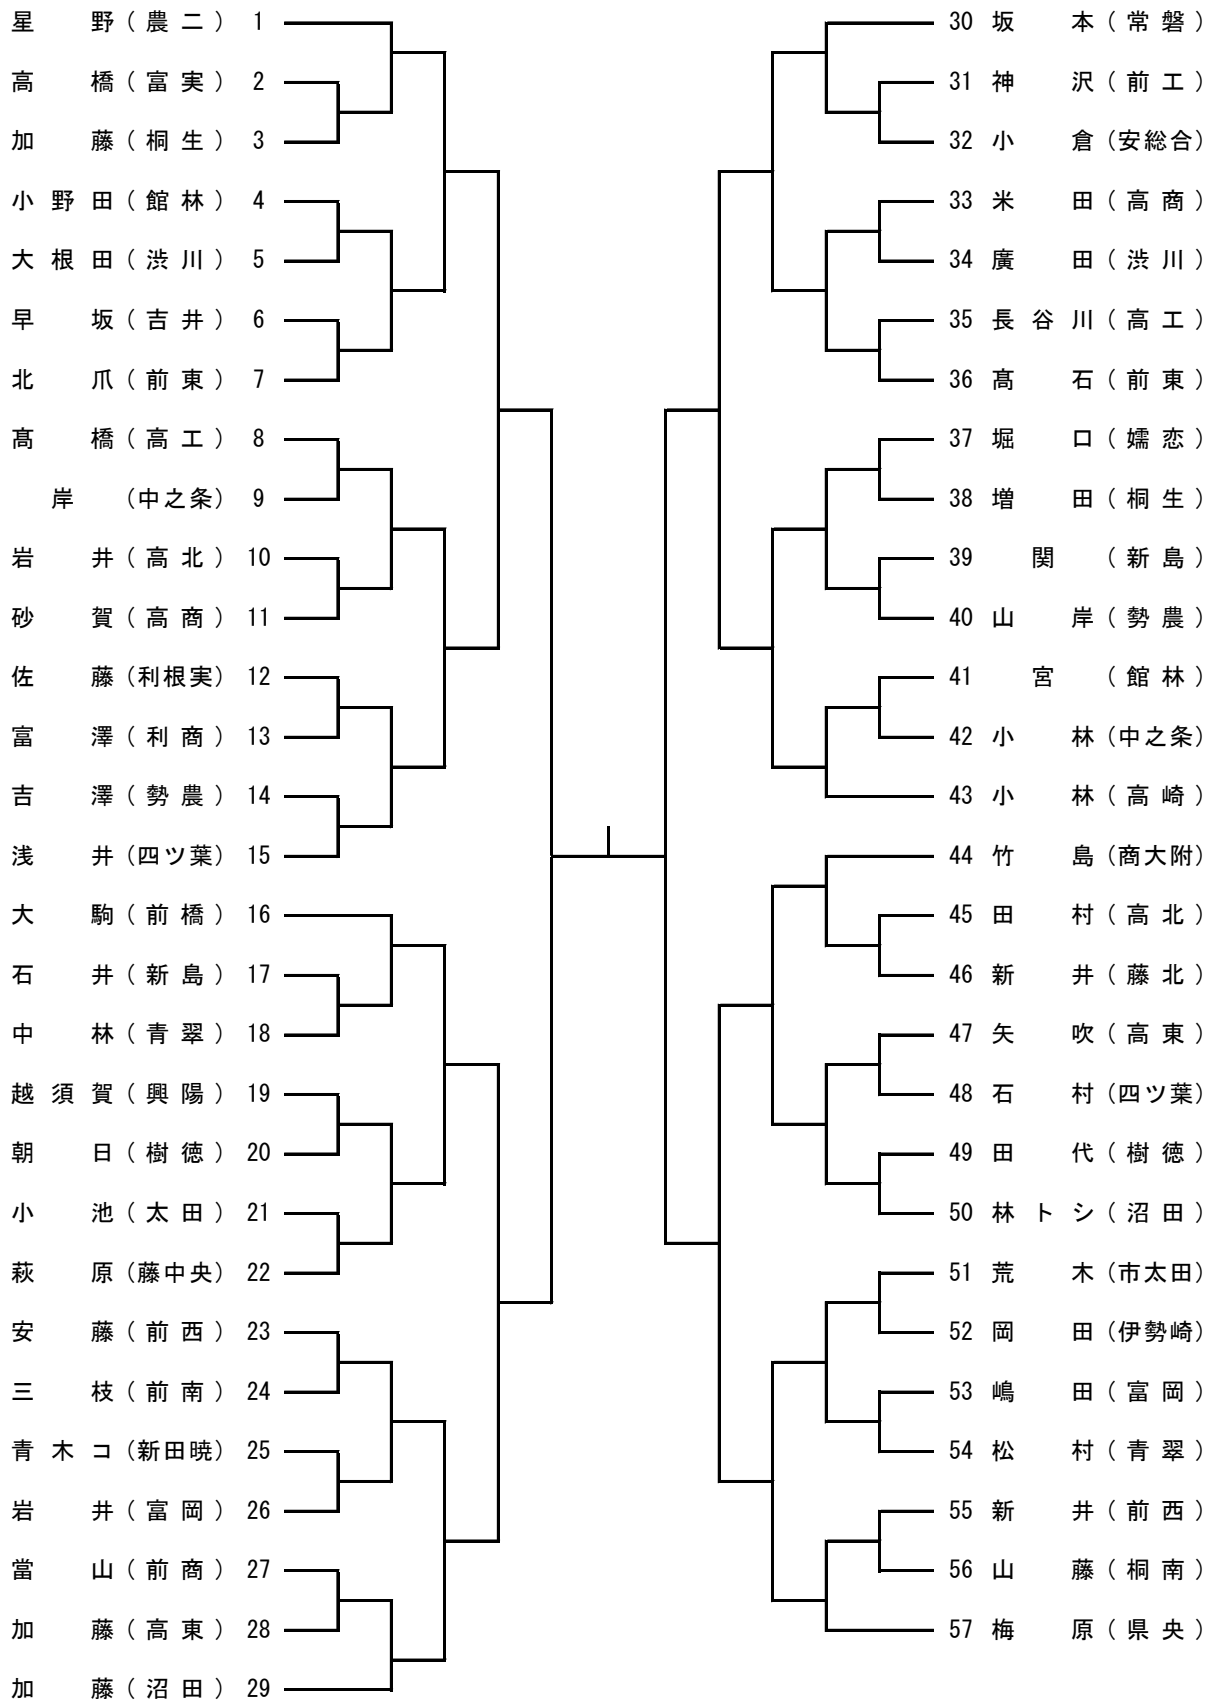 星野（農二） 1
高橋（富実） 2
加藤（桐生） 3
小野田（館林） 4
大根田（渋川） 5
早坂（吉井） 6
北爪（前東） 7
髙橋（高工） 8
岸（中之条） 9
岩井（高北） 10
砂賀（高商） 11
佐藤（利根実） 12
富澤（利商） 13
吉澤（勢農） 14
浅井（四ツ葉） 15
大駒（前橋） 16
石井（新島） 17
中林（青翠） 18
越須賀（興陽） 19
朝日（樹徳） 20
小池（太田） 21
萩原（藤中央） 22
安藤（前西） 23
三枝（前南） 24
青木コ（新田暁） 25
岩井（富岡） 26
當山（前商） 27
加藤（高東） 28
加藤（沼田） 29
30 坂本（常磐）
31 神沢（前工）
32 小倉（安総合）
33 米田（高商）
34 廣田（渋川）
35 長谷川（高工）
36 髙石（前東）
37 堀口（嬬恋）
38 増田（桐生）
39 関（新島）
40 山岸（勢農）
41 宮（館林）
42 小林（中之条）
43 小林（高崎）
44 竹島（商大附）
45 田村（高北）
46 新井（藤北）
47 矢吹（高東）
48 石村（四ツ葉）
49 田代（樹徳）
50 林トシ（沼田）
51 荒木（市太田）
52 岡田（伊勢崎）
53 嶋田（富岡）
54 松村（青翠）
55 新井（前西）
56 山藤（桐南）
57 梅原（県央）